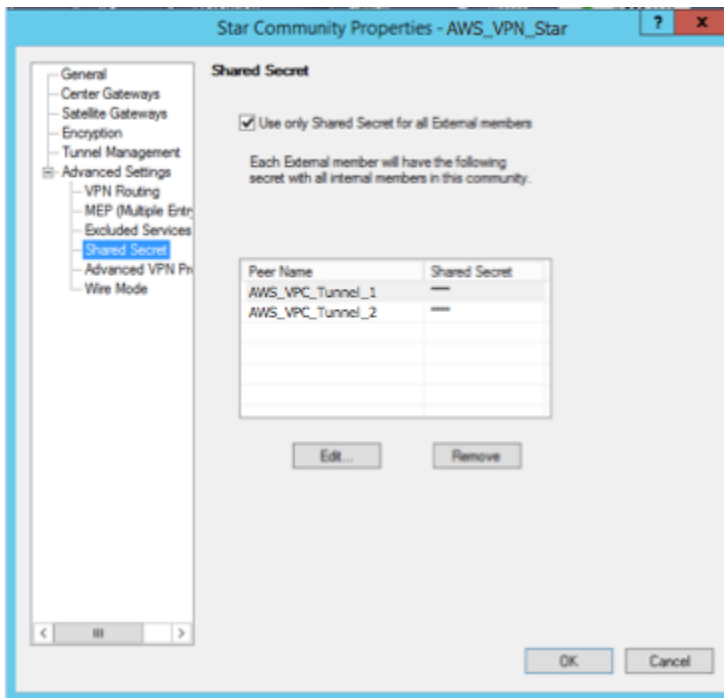 Star Community Properties - AWS_VPN_Star
? x
General
Center Gateways
Satellite Gateways
Encryption
Tunnel Management
Advanced Settings
VPN Routing
MEP (Multiple Entry
Excluded Services
Shared Secret
Advanced VPN Pr
Wire Mode
Shared Secret
Use only Shared Secret for all External members
Each External member will have the following
secret with all internal members in this community.
Peer Name Shared Secret
AWS_VPC_Tunnel_1 ****
AWS_VPC_Tunnel_2 ****
Edit... Remove
OK Cancel